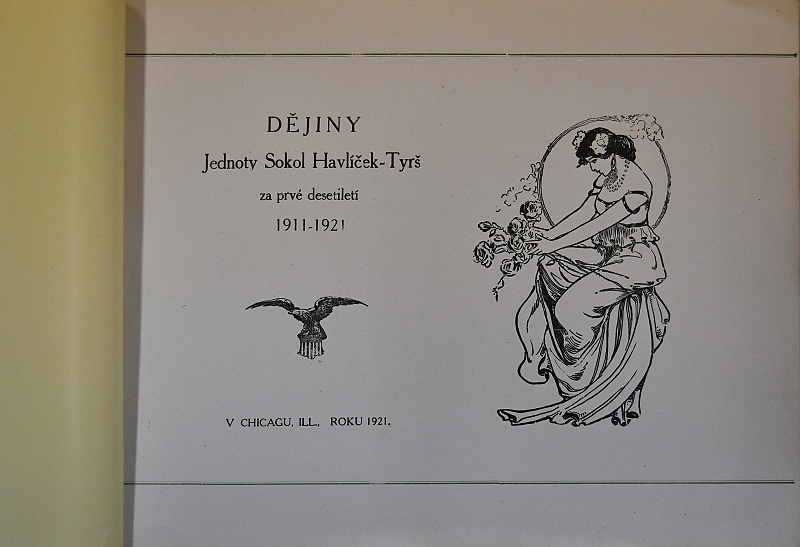 DĚJINY
Jednoty Sokol Havlíček-Tyrš
za prvé desetiletí
1911-1921
V CHICAGU, ILL., ROKU 1921.